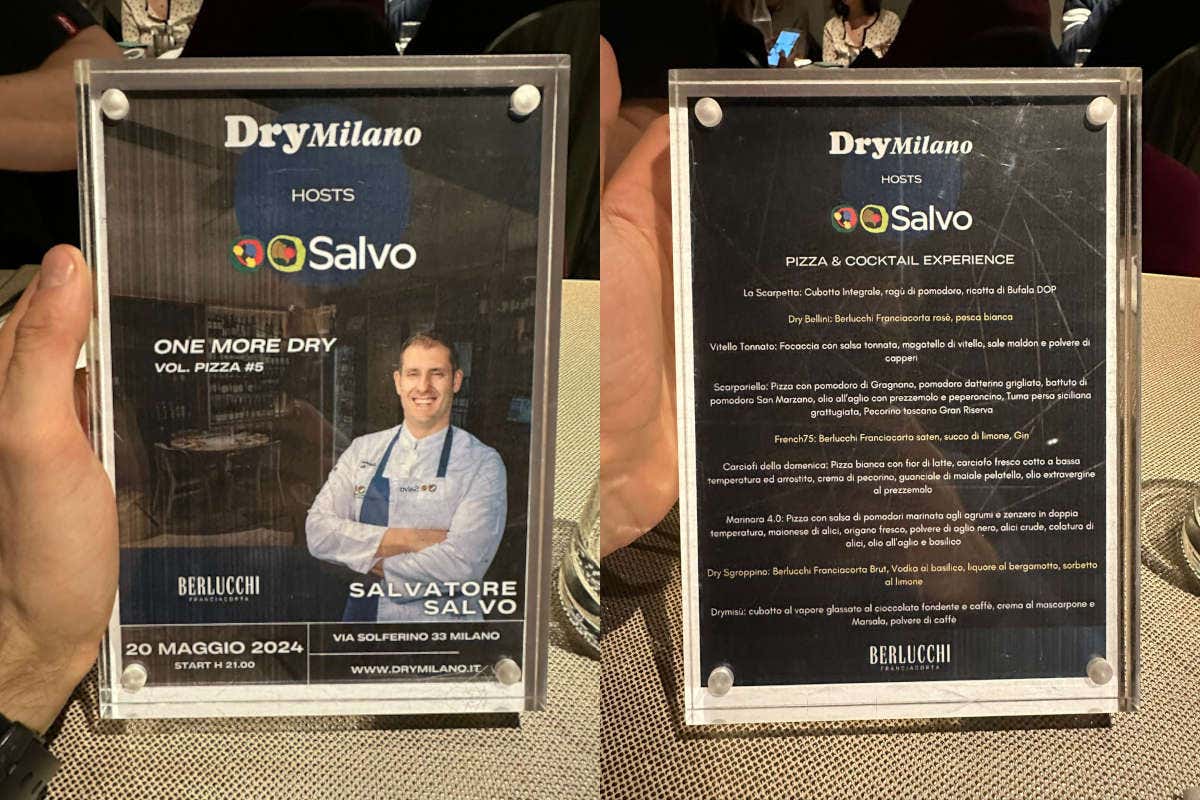 DryMilano
HOSTS
Salvo
ONE MORE DRY
VOL. PIZZA #5
BERLUCCHI
FRANCIACORTA
SALVATORE
SALVO
20 MAGGIO 2024
START H 21.00
VIA SOLFERINO 33 MILANO
WWW.DRYMILANO.IT
DryMilano
HOSTS
Salvo
PIZZA & COCKTAIL EXPERIENCE
La Scarpetta: Cubotto Integrale, ragù di pomodoro, ricotta di Bufala DOP
Dry Bellini: Berlucchi Franciacorta rosè, pesca bianca
Vitello Tonnato: Focaccia con salsa tonnata, magatello di vitello, sale maldon e polvere di
capperi
Scarpariello: Pizza con pomodoro di Gragnano, pomodoro datterino grigliato, battuto di
pomodoro San Marzano, olio all'aglio con prezzemolo e peperoncino, Tuma persa siciliana
grattugiata, Pecorino toscano Gran Riserva
French75: Berlucchi Franciacorta saten, succo di limone, Gin
Carciofi della domenica: Pizza bianca con fior di latte, carciofo fresco cotto a bassa
temperatura ed arrostito, crema di pecorino, guanciale di maiale pelatello, olio extravergine
al prezzemolo
Marinara 4.0: Pizza con salsa di pomodori marinata agli agrumi e zenzero in doppia
temperatura, maionese di alici, origano fresco, polvere di aglio nero, alici crude, colatura di
alici, olio all'aglio e basilico
Dry Sgroppino: Berlucchi Franciacorta Brut, Vodka al basilico, liquore al bergamotto, sorbetto
al limone
Drymisù: cubotto al vapore glassato al cioccolato fondente e caffè, crema al mascarpone e
Marsala, polvere di caffè
BERLUCCHI
FRANCIACORTA